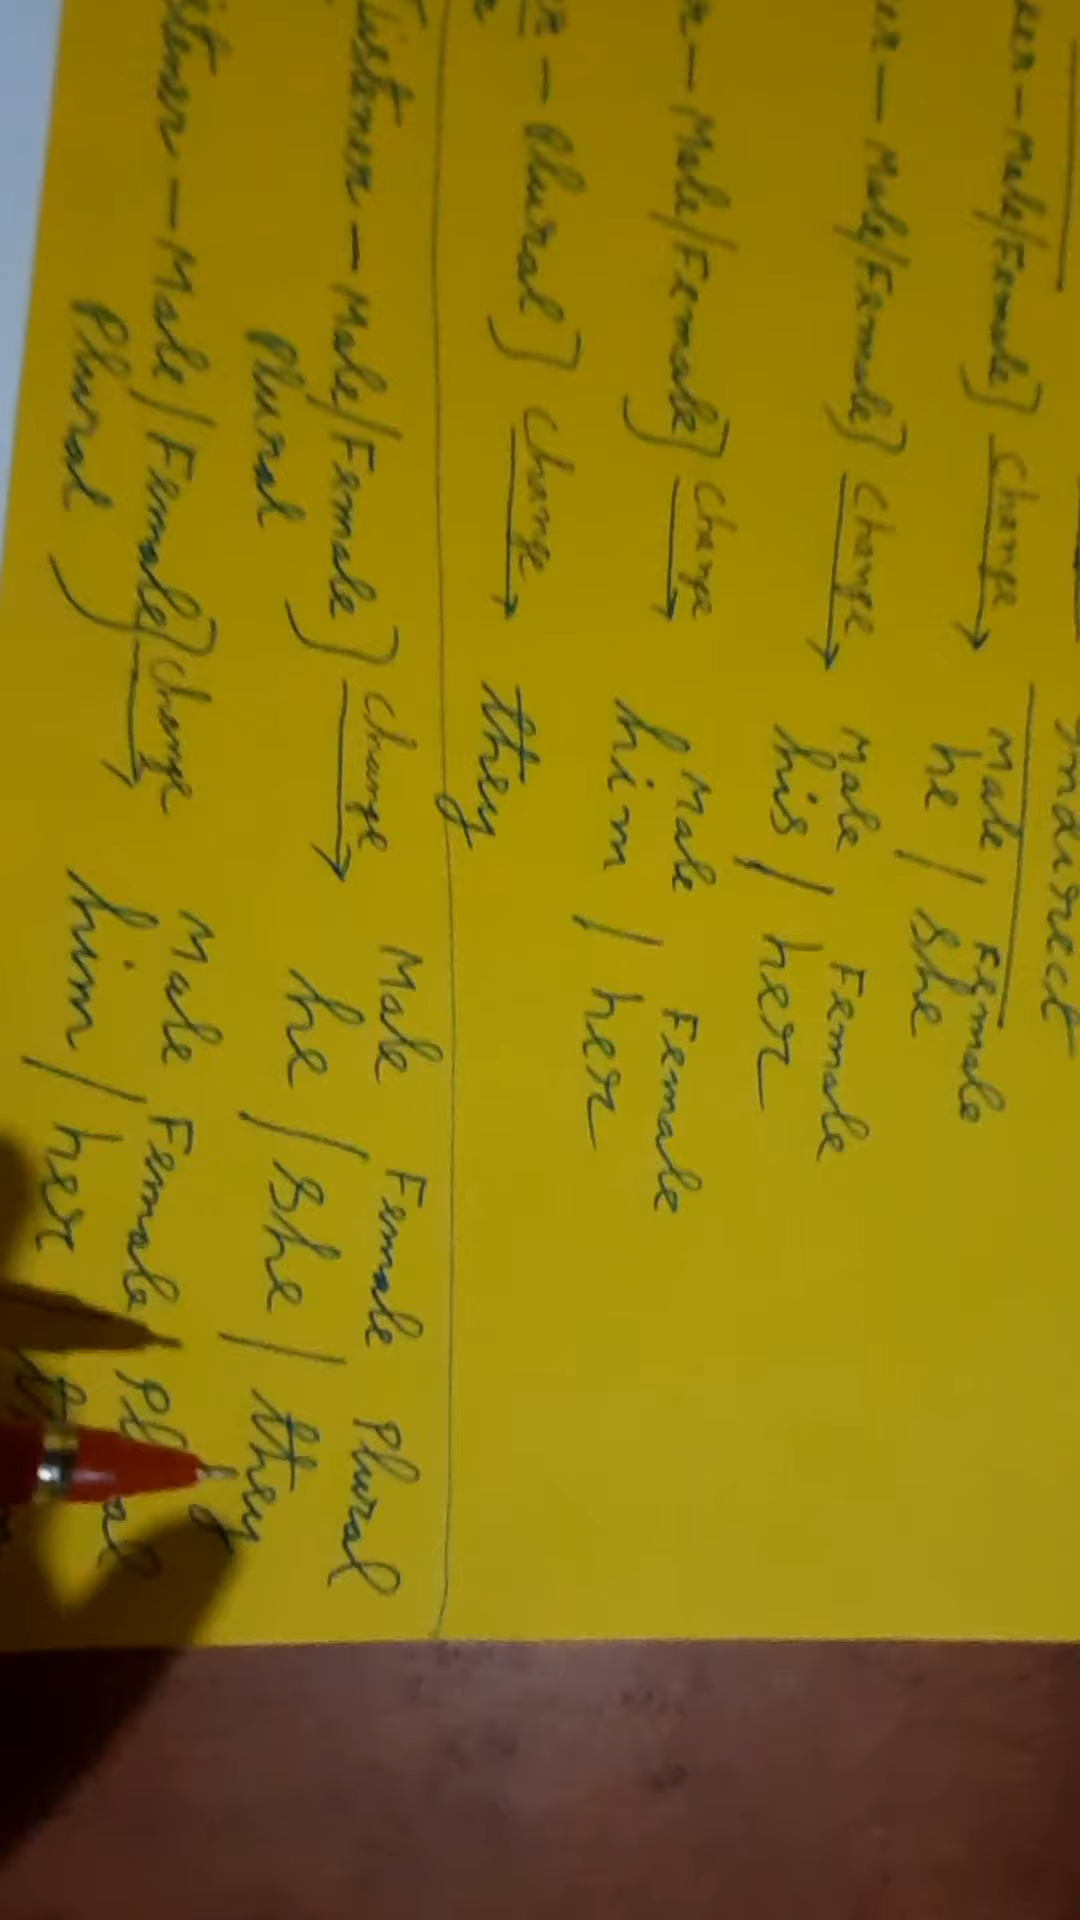 Indirect
Male Female
– Male/Female] Change → he / she
Male Female
– Male/Female] Change → his / her
Male Female
– Male/Female] Change → him / her
– Plural] Change → they
Male Female Plural
Listener – Male/Female] Change → he / she / they
Plural
Male Female Plural
– Male/Female] Change → him / her
Plural